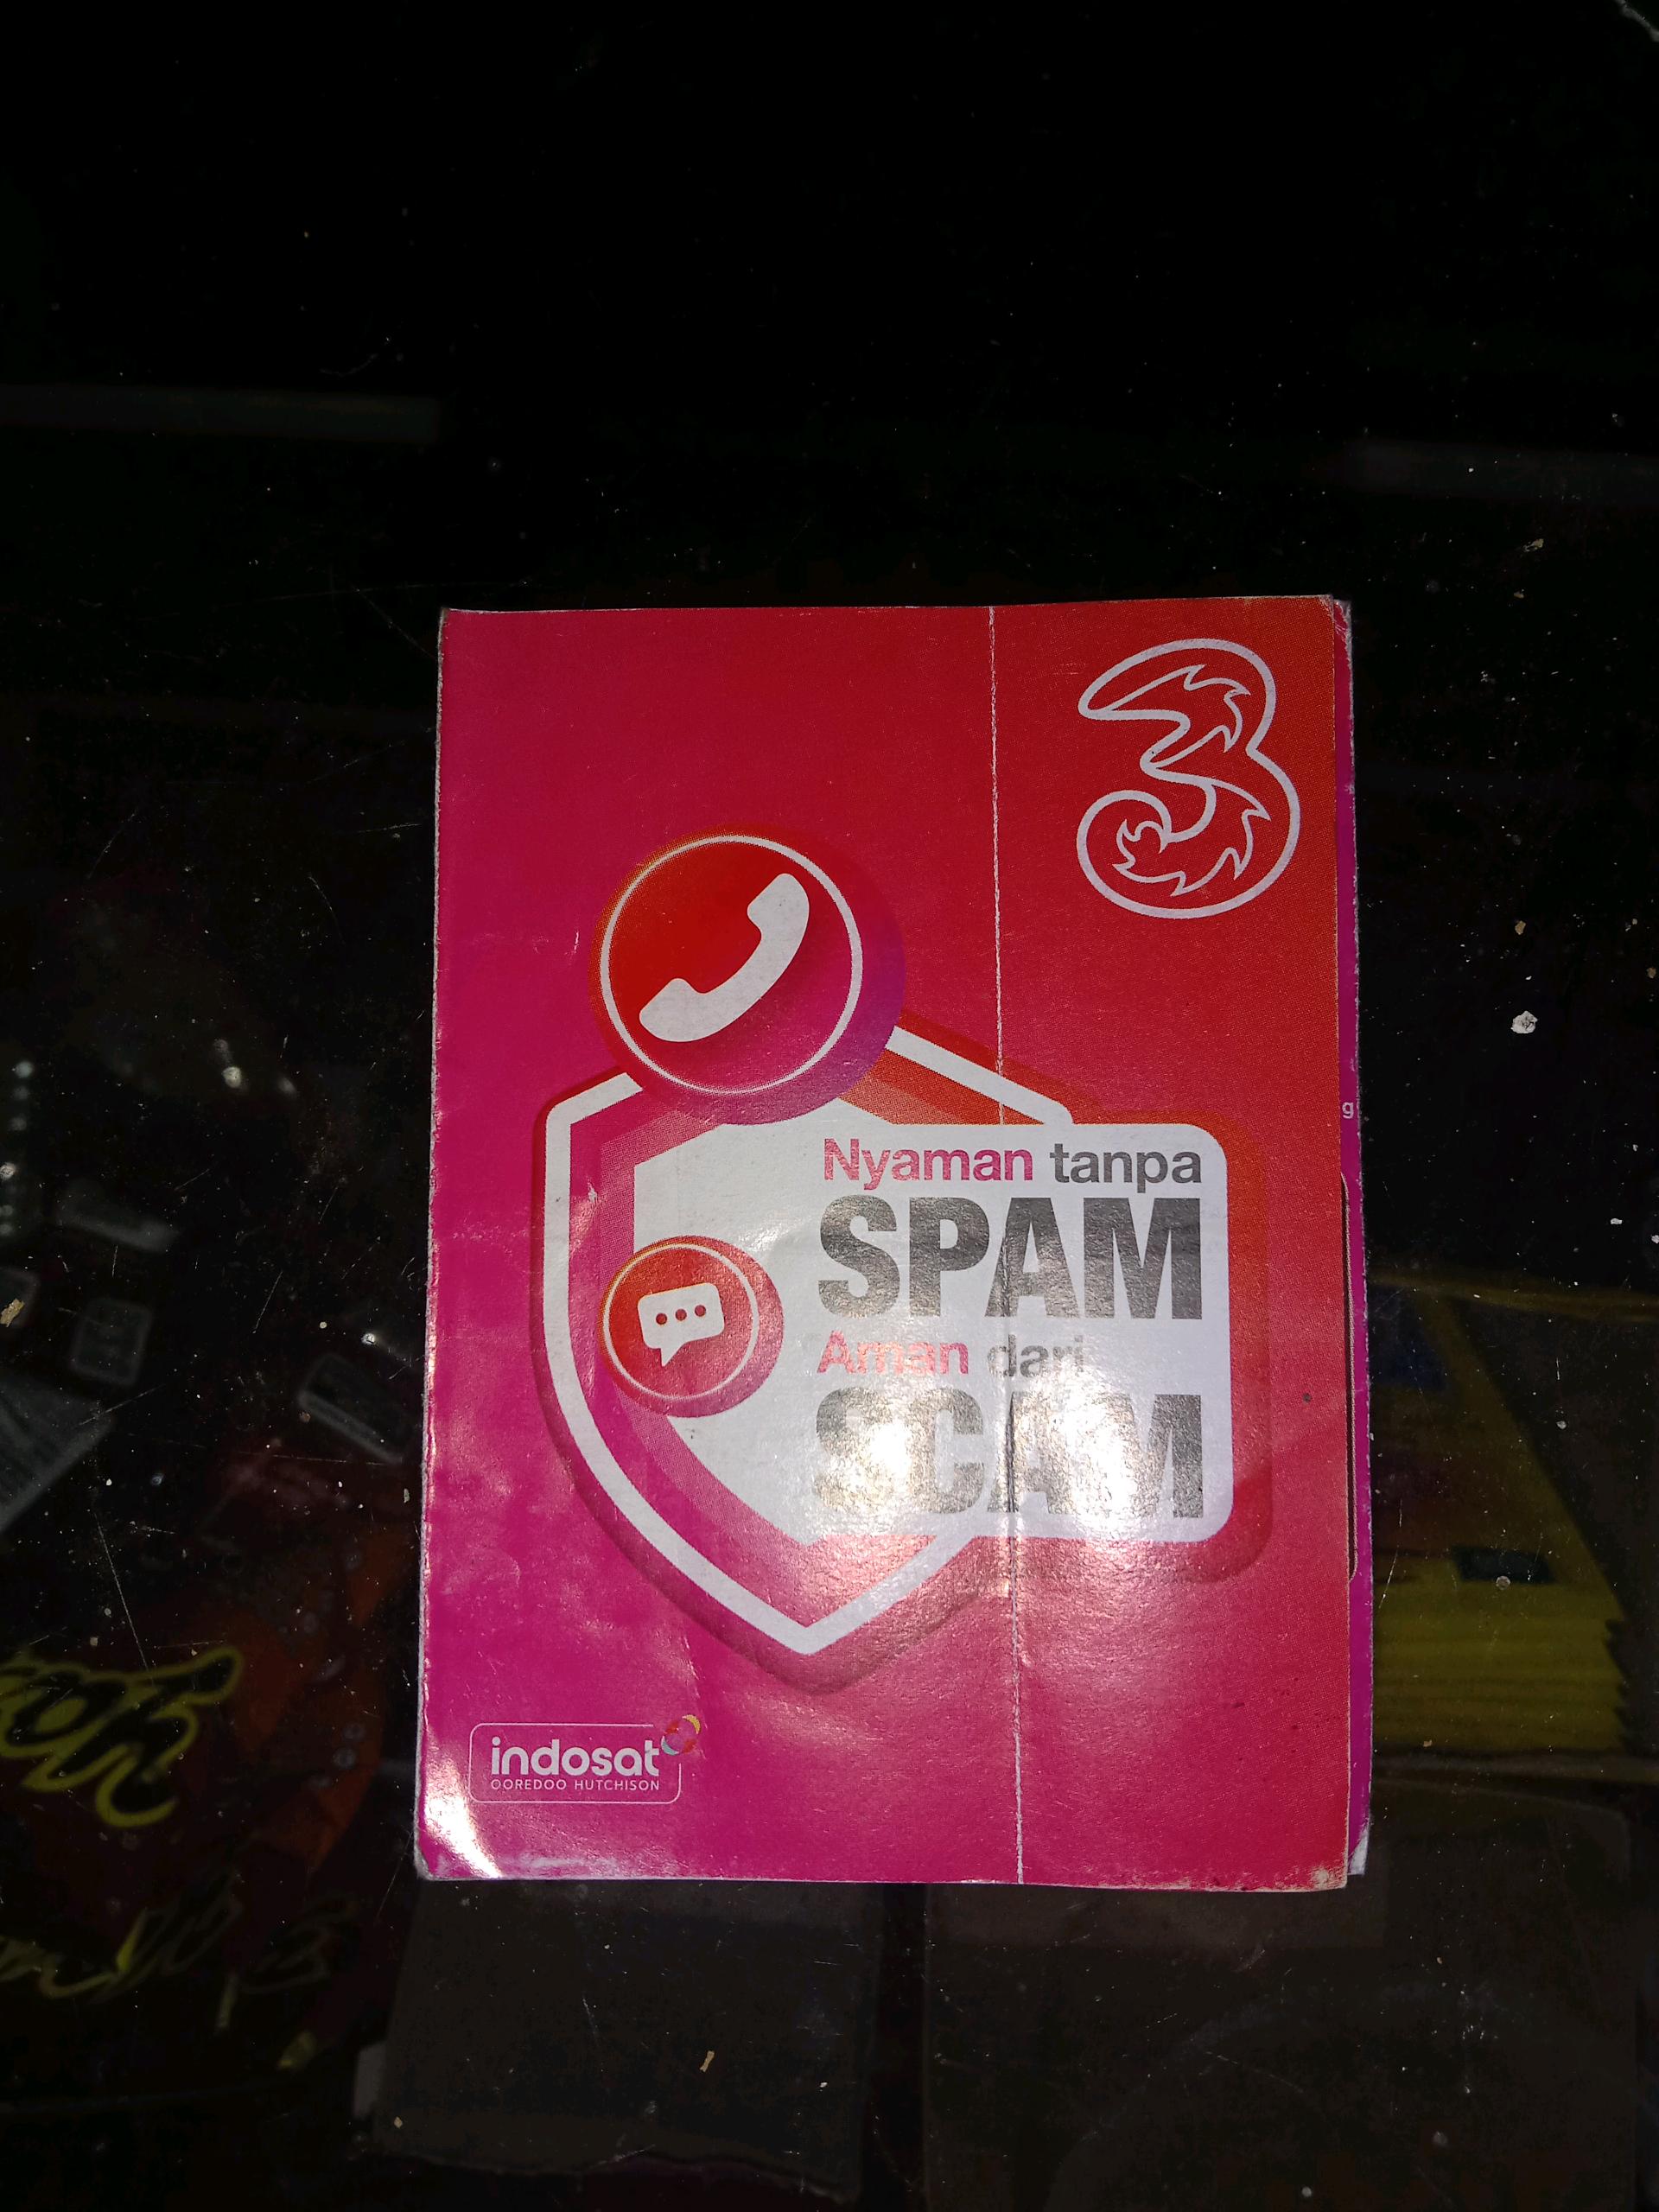 3
Nyaman tanpa
SPAM
Aman dari
SCAM
indosat
OOREDOO HUTCHISON
g